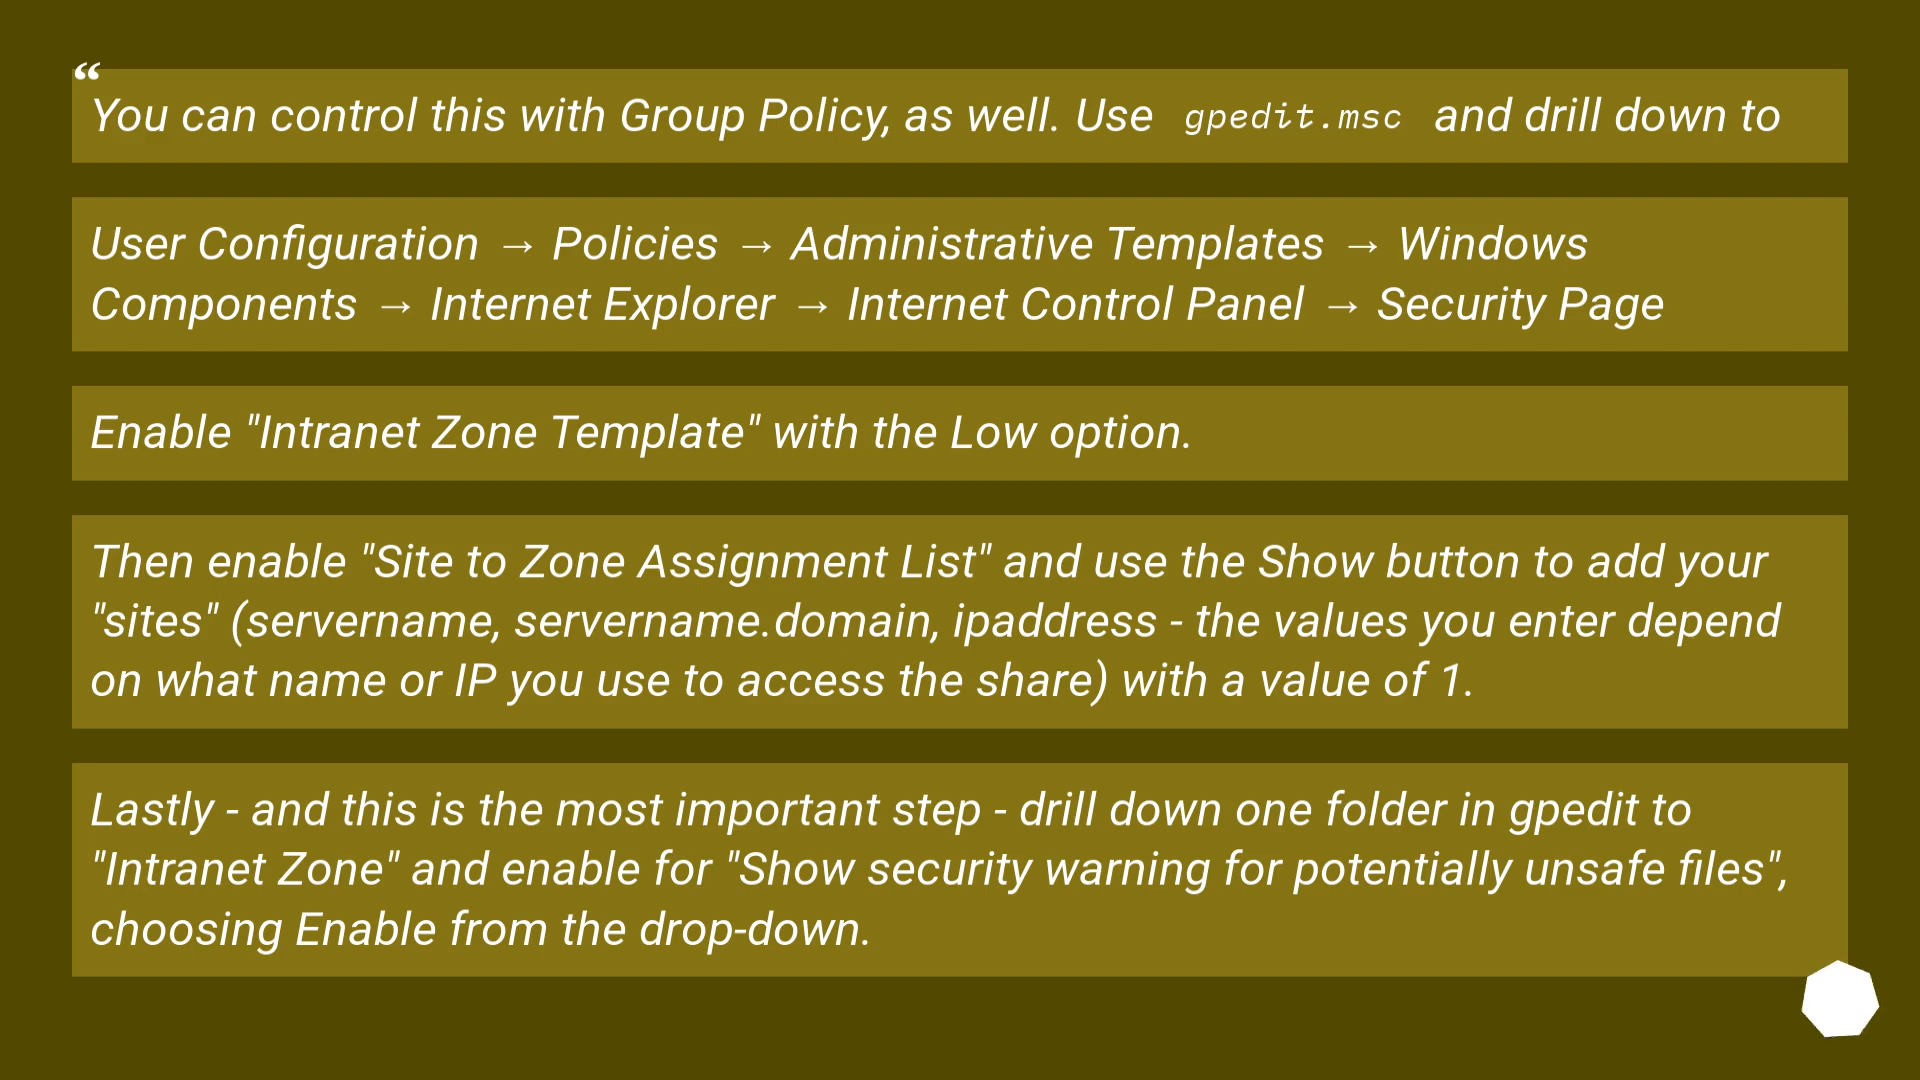 “
You can control this with Group Policy, as well. Use gpedit.msc and drill down to
User Configuration → Policies → Administrative Templates → Windows
Components → Internet Explorer → Internet Control Panel → Security Page
Enable "Intranet Zone Template" with the Low option.
Then enable "Site to Zone Assignment List" and use the Show button to add your
"sites" (servername, servername.domain, ipaddress - the values you enter depend
on what name or IP you use to access the share) with a value of 1.
Lastly - and this is the most important step - drill down one folder in gpedit to
"Intranet Zone" and enable for "Show security warning for potentially unsafe files",
choosing Enable from the drop-down.